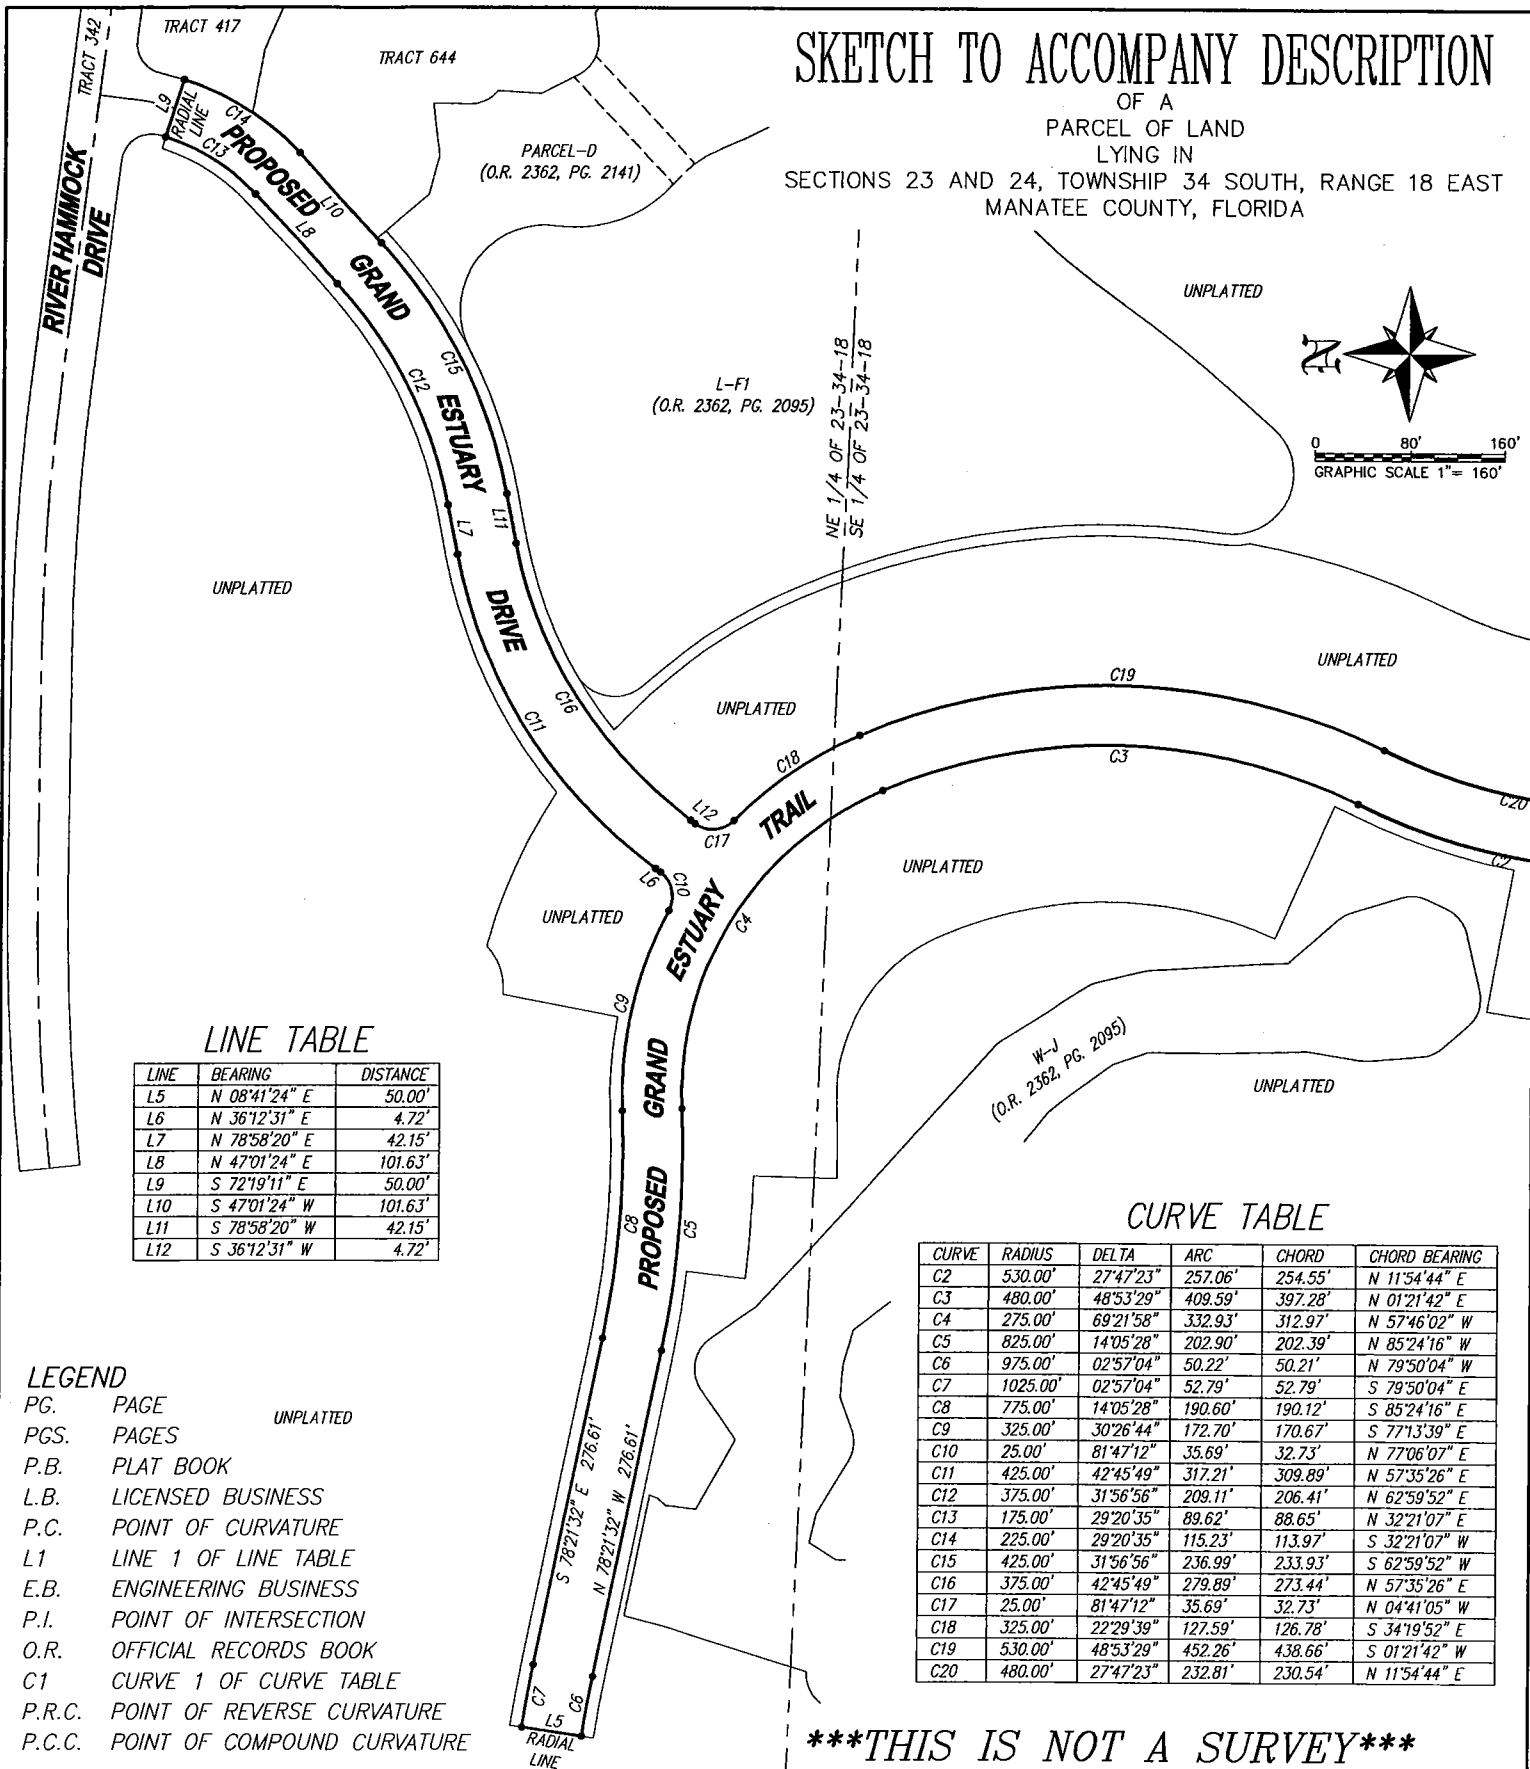 SKETCH TO ACCOMPANY DESCRIPTION
OF A
PARCEL OF LAND
LYING IN
SECTIONS 23 AND 24, TOWNSHIP 34 SOUTH, RANGE 18 EAST
MANATEE COUNTY, FLORIDA
TRACT 342
TRACT 417
TRACT 644
L9
RADIAL
LINE
C14
C13
PROPOSED
L10
L8
GRAND
PARCEL-D
(O.R. 2362, PG. 2141)
RIVER HAMMOCK
DRIVE
UNPLATTED
N
0 80' 160'
GRAPHIC SCALE 1"= 160'
L-F1
(O.R. 2362, PG. 2095)
NE 1/4 OF 23-34-18
SE 1/4 OF 23-34-18
C15
C12
ESTUARY
L11
L7
DRIVE
UNPLATTED
C16
C11
UNPLATTED
UNPLATTED
C19
C18
C3
C20
C2
L12
C17
TRAIL
L6
C10
UNPLATTED
UNPLATTED
C4
ESTUARY
C9
GRAND
W-J
(O.R. 2362, PG. 2095)
UNPLATTED
PROPOSED
C8
C5
LINE TABLE
LINE BEARING DISTANCE
L5 N 08°41'24" E 50.00'
L6 N 36°12'31" E 4.72'
L7 N 78°58'20" E 42.15'
L8 N 47°01'24" E 101.63'
L9 S 72°19'11" E 50.00'
L10 S 47°01'24" W 101.63'
L11 S 78°58'20" W 42.15'
L12 S 36°12'31" W 4.72'
CURVE TABLE
CURVE RADIUS DELTA ARC CHORD CHORD BEARING
C2 530.00' 27°47'23" 257.06' 254.55' N 11°54'44" E
C3 480.00' 48°53'29" 409.59' 397.28' N 01°21'42" E
C4 275.00' 69°21'58" 332.93' 312.97' N 57°46'02" W
C5 825.00' 14°05'28" 202.90' 202.39' N 85°24'16" W
C6 975.00' 02°57'04" 50.22' 50.21' N 79°50'04" W
C7 1025.00' 02°57'04" 52.79' 52.79' S 79°50'04" E
C8 775.00' 14°05'28" 190.60' 190.12' S 85°24'16" E
C9 325.00' 30°26'44" 172.70' 170.67' S 77°13'39" E
C10 25.00' 81°47'12" 35.69' 32.73' N 77°06'07" E
C11 425.00' 42°45'49" 317.21' 309.89' N 57°35'26" E
C12 375.00' 31°56'56" 209.11' 206.41' N 62°59'52" E
C13 175.00' 29°20'35" 89.62' 88.65' N 32°21'07" E
C14 225.00' 29°20'35" 115.23' 113.97' S 32°21'07" W
C15 425.00' 31°56'56" 236.99' 233.93' S 62°59'52" W
C16 375.00' 42°45'49" 279.89' 273.44' N 57°35'26" E
C17 25.00' 81°47'12" 35.69' 32.73' N 04°41'05" W
C18 325.00' 22°29'39" 127.59' 126.78' S 34°19'52" E
C19 530.00' 48°53'29" 452.26' 438.66' S 01°21'42" W
C20 480.00' 27°47'23" 232.81' 230.54' N 11°54'44" E
LEGEND
PG. PAGE
PGS. PAGES
P.B. PLAT BOOK
L.B. LICENSED BUSINESS
P.C. POINT OF CURVATURE
L1 LINE 1 OF LINE TABLE
E.B. ENGINEERING BUSINESS
P.I. POINT OF INTERSECTION
O.R. OFFICIAL RECORDS BOOK
C1 CURVE 1 OF CURVE TABLE
P.R.C. POINT OF REVERSE CURVATURE
P.C.C. POINT OF COMPOUND CURVATURE
UNPLATTED
S 78°21'32" E 276.61'
N 78°21'32" W 276.61'
C7
C6
L5
RADIAL
LINE
***THIS IS NOT A SURVEY***